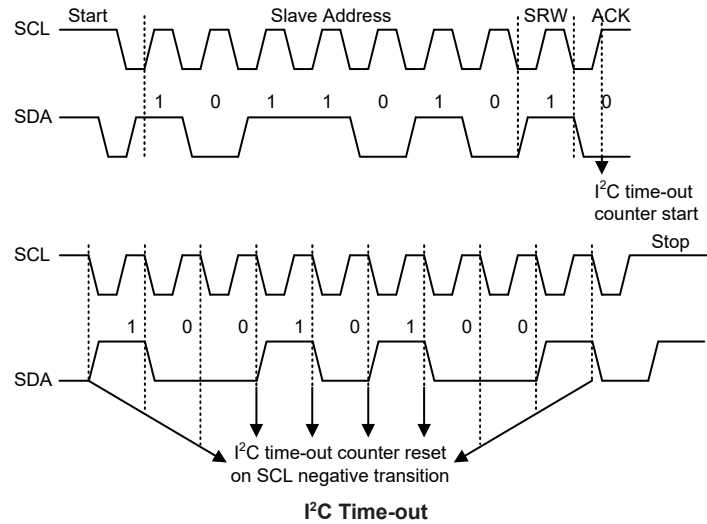 Start Slave Address SRW ACK
SCL
1 0 1 1 0 1 0 1 0
SDA
I²C time-out
counter start
Stop
SCL
1 0 0 1 0 1 0 0
SDA
I²C time-out counter reset
on SCL negative transition
I²C Time-out